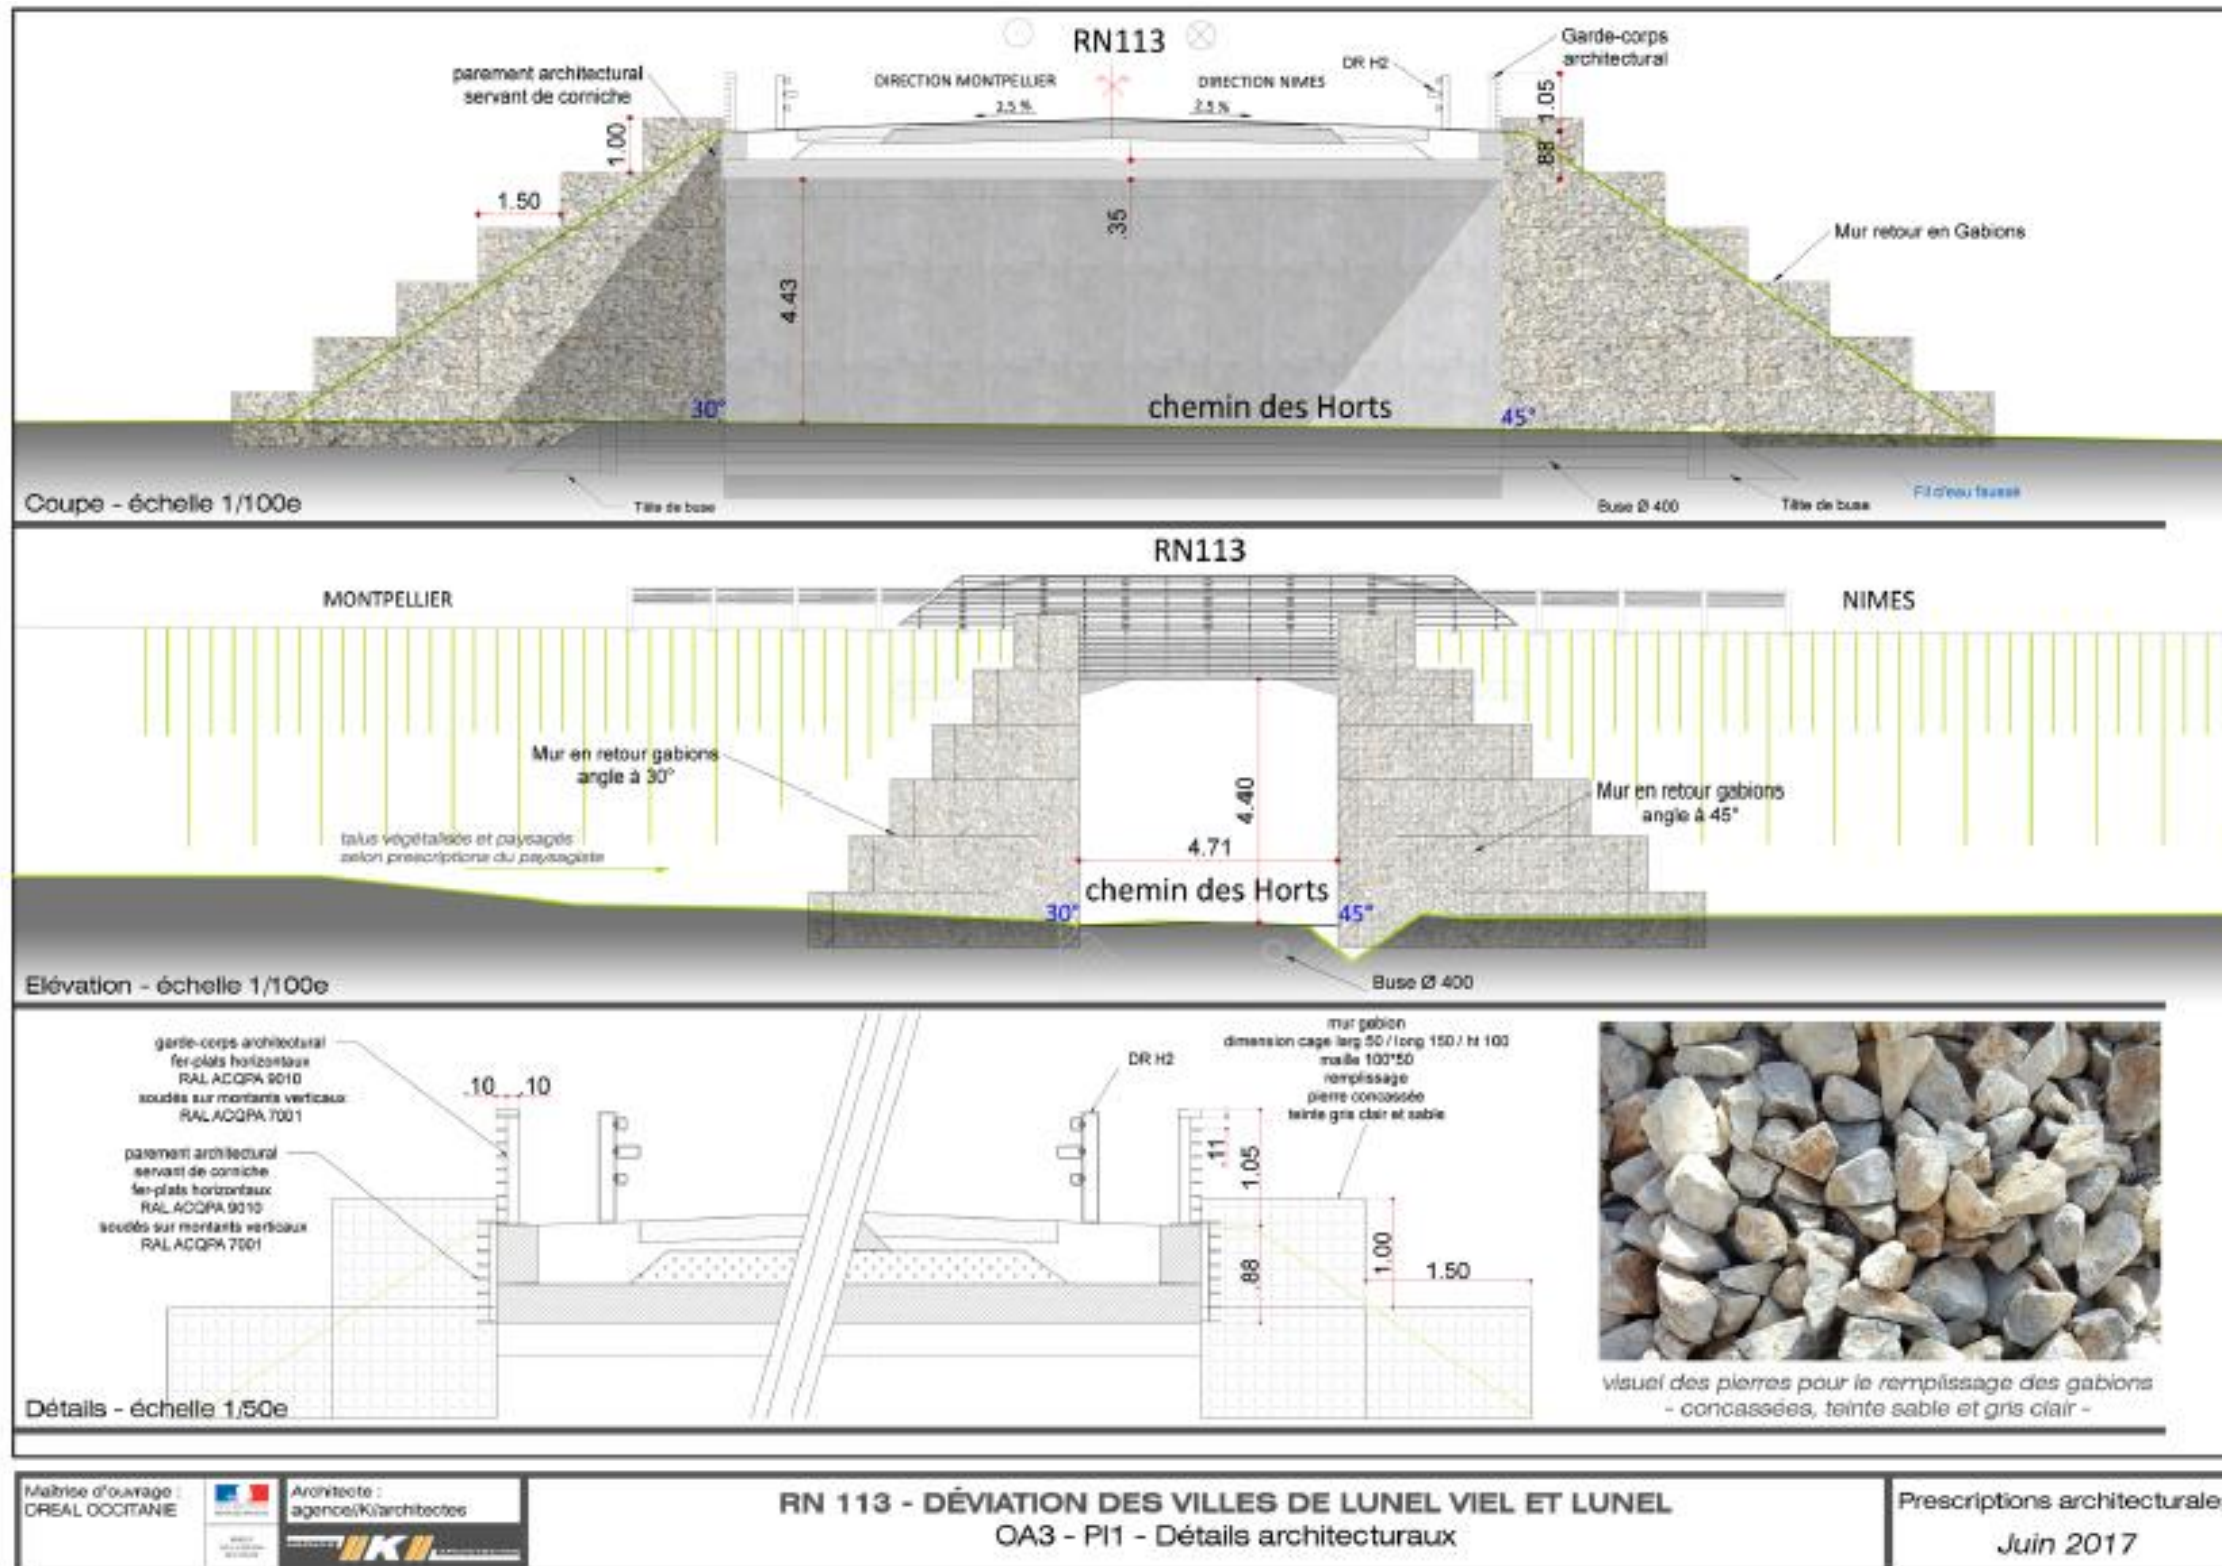 RN113
parement architectural
servant de corniche
DIRECTION MONTPELLIER
DIRECTION NIMES
DR H2
Garde-corps
architectural
2.5 %
2.5 %
1.00
1.05
.88
1.50
.35
4.43
Mur retour en Gabions
30°
chemin des Horts
45°
Coupe - échelle 1/100e
Tête de buse
Buse Ø 400
Tête de buse
Fil d'eau faussé
RN113
MONTPELLIER
NIMES
Mur en retour gabions
angle à 30°
4.40
Mur en retour gabions
angle à 45°
talus végétalisés et paysagés
selon prescriptions du paysagiste
4.71
chemin des Horts
30°
45°
Elévation - échelle 1/100e
Buse Ø 400
garde-corps architectural
fer-plats horizontaux
RAL ACQPA 9010
soudés sur montants verticaux
RAL ACQPA 7001
.10 .10
DR H2
mur gabion
dimension cage larg 50 / long 150 / ht 100
maille 100*50
remplissage
pierre concassée
teinte gris clair et sable
parement architectural
servant de corniche
fer-plats horizontaux
RAL ACQPA 9010
soudés sur montants verticaux
RAL ACQPA 7001
.11
1.05
.88
1.00
1.50
Détails - échelle 1/50e
visuel des pierres pour le remplissage des gabions
- concassées, teinte sable et gris clair -
Maîtrise d'ouvrage :
DREAL OCCITANIE
Architecte :
agence/K/architectes
K
RN 113 - DÉVIATION DES VILLES DE LUNEL VIEL ET LUNEL
OA3 - PI1 - Détails architecturaux
Prescriptions architecturale
Juin 2017